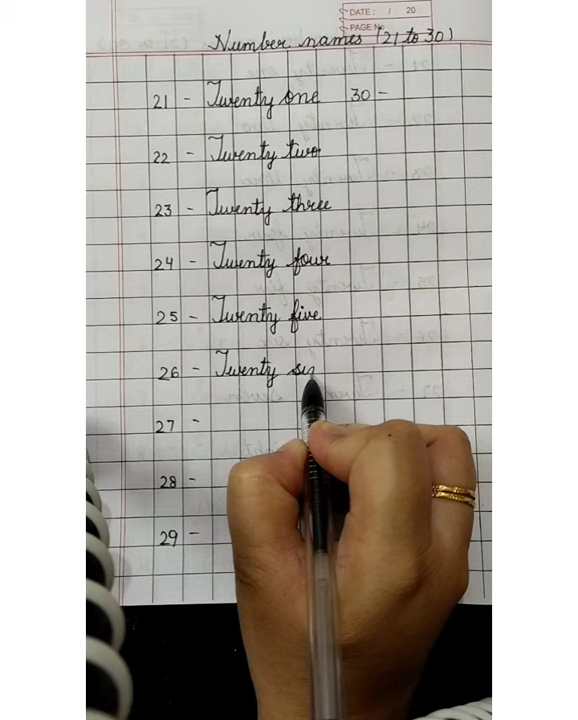 DATE: / 20
PAGE No.
Number names (21 to 30)
21 - Twenty one 30 -
22 - Twenty two
23 - Twenty three
24 - Twenty four
25 - Twenty five
26 - Twenty
27 -
28 -
29 -